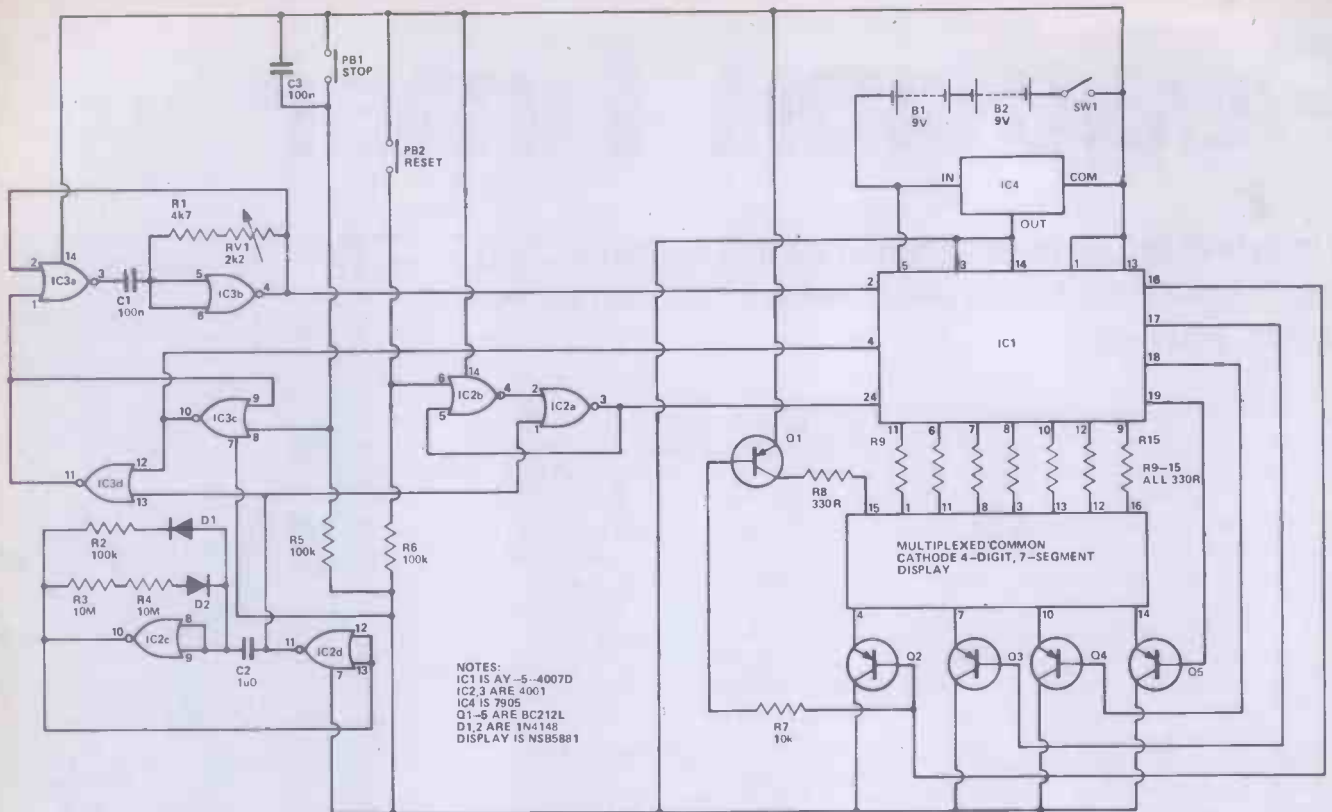 C3
100n
PB1
STOP
PB2
RESET
B1
9V
B2
9V
SW1
IN
IC4
COM
OUT
R1
4k7
RV1
2k2
2
14
IC3a
3
1
C1
100n
5
IC3b
4
6
5
3
14
1
13
2
16
17
IC1
18
4
19
24
11
6
7
8
10
12
9
R9
R15
R9-15
ALL 330R
10
IC3c
9
8
7
14
6
IC2b
4
5
2
IC2a
3
1
11
IC3d
12
13
Q1
R8
330R
15
1
11
8
3
13
12
16
MULTIPLEXED COMMON
CATHODE 4-DIGIT, 7-SEGMENT
DISPLAY
4
7
10
14
R2
100k
D1
R3
10M
R4
10M
D2
10
IC2c
8
9
C2
1u0
11
IC2d
12
13
7
R5
100k
R6
100k
Q2
Q3
Q4
Q5
R7
10k
NOTES:
IC1 IS AY-5-4007D
IC2,3 ARE 4001
IC4 IS 7905
Q1-5 ARE BC212L
D1,2 ARE 1N4148
DISPLAY IS NSB5881